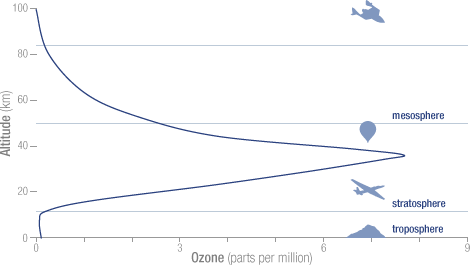 100
80
60
40
20
0
Altitude (km)
mesosphere
stratosphere
troposphere
0
3
6
9
Ozone (parts per million)